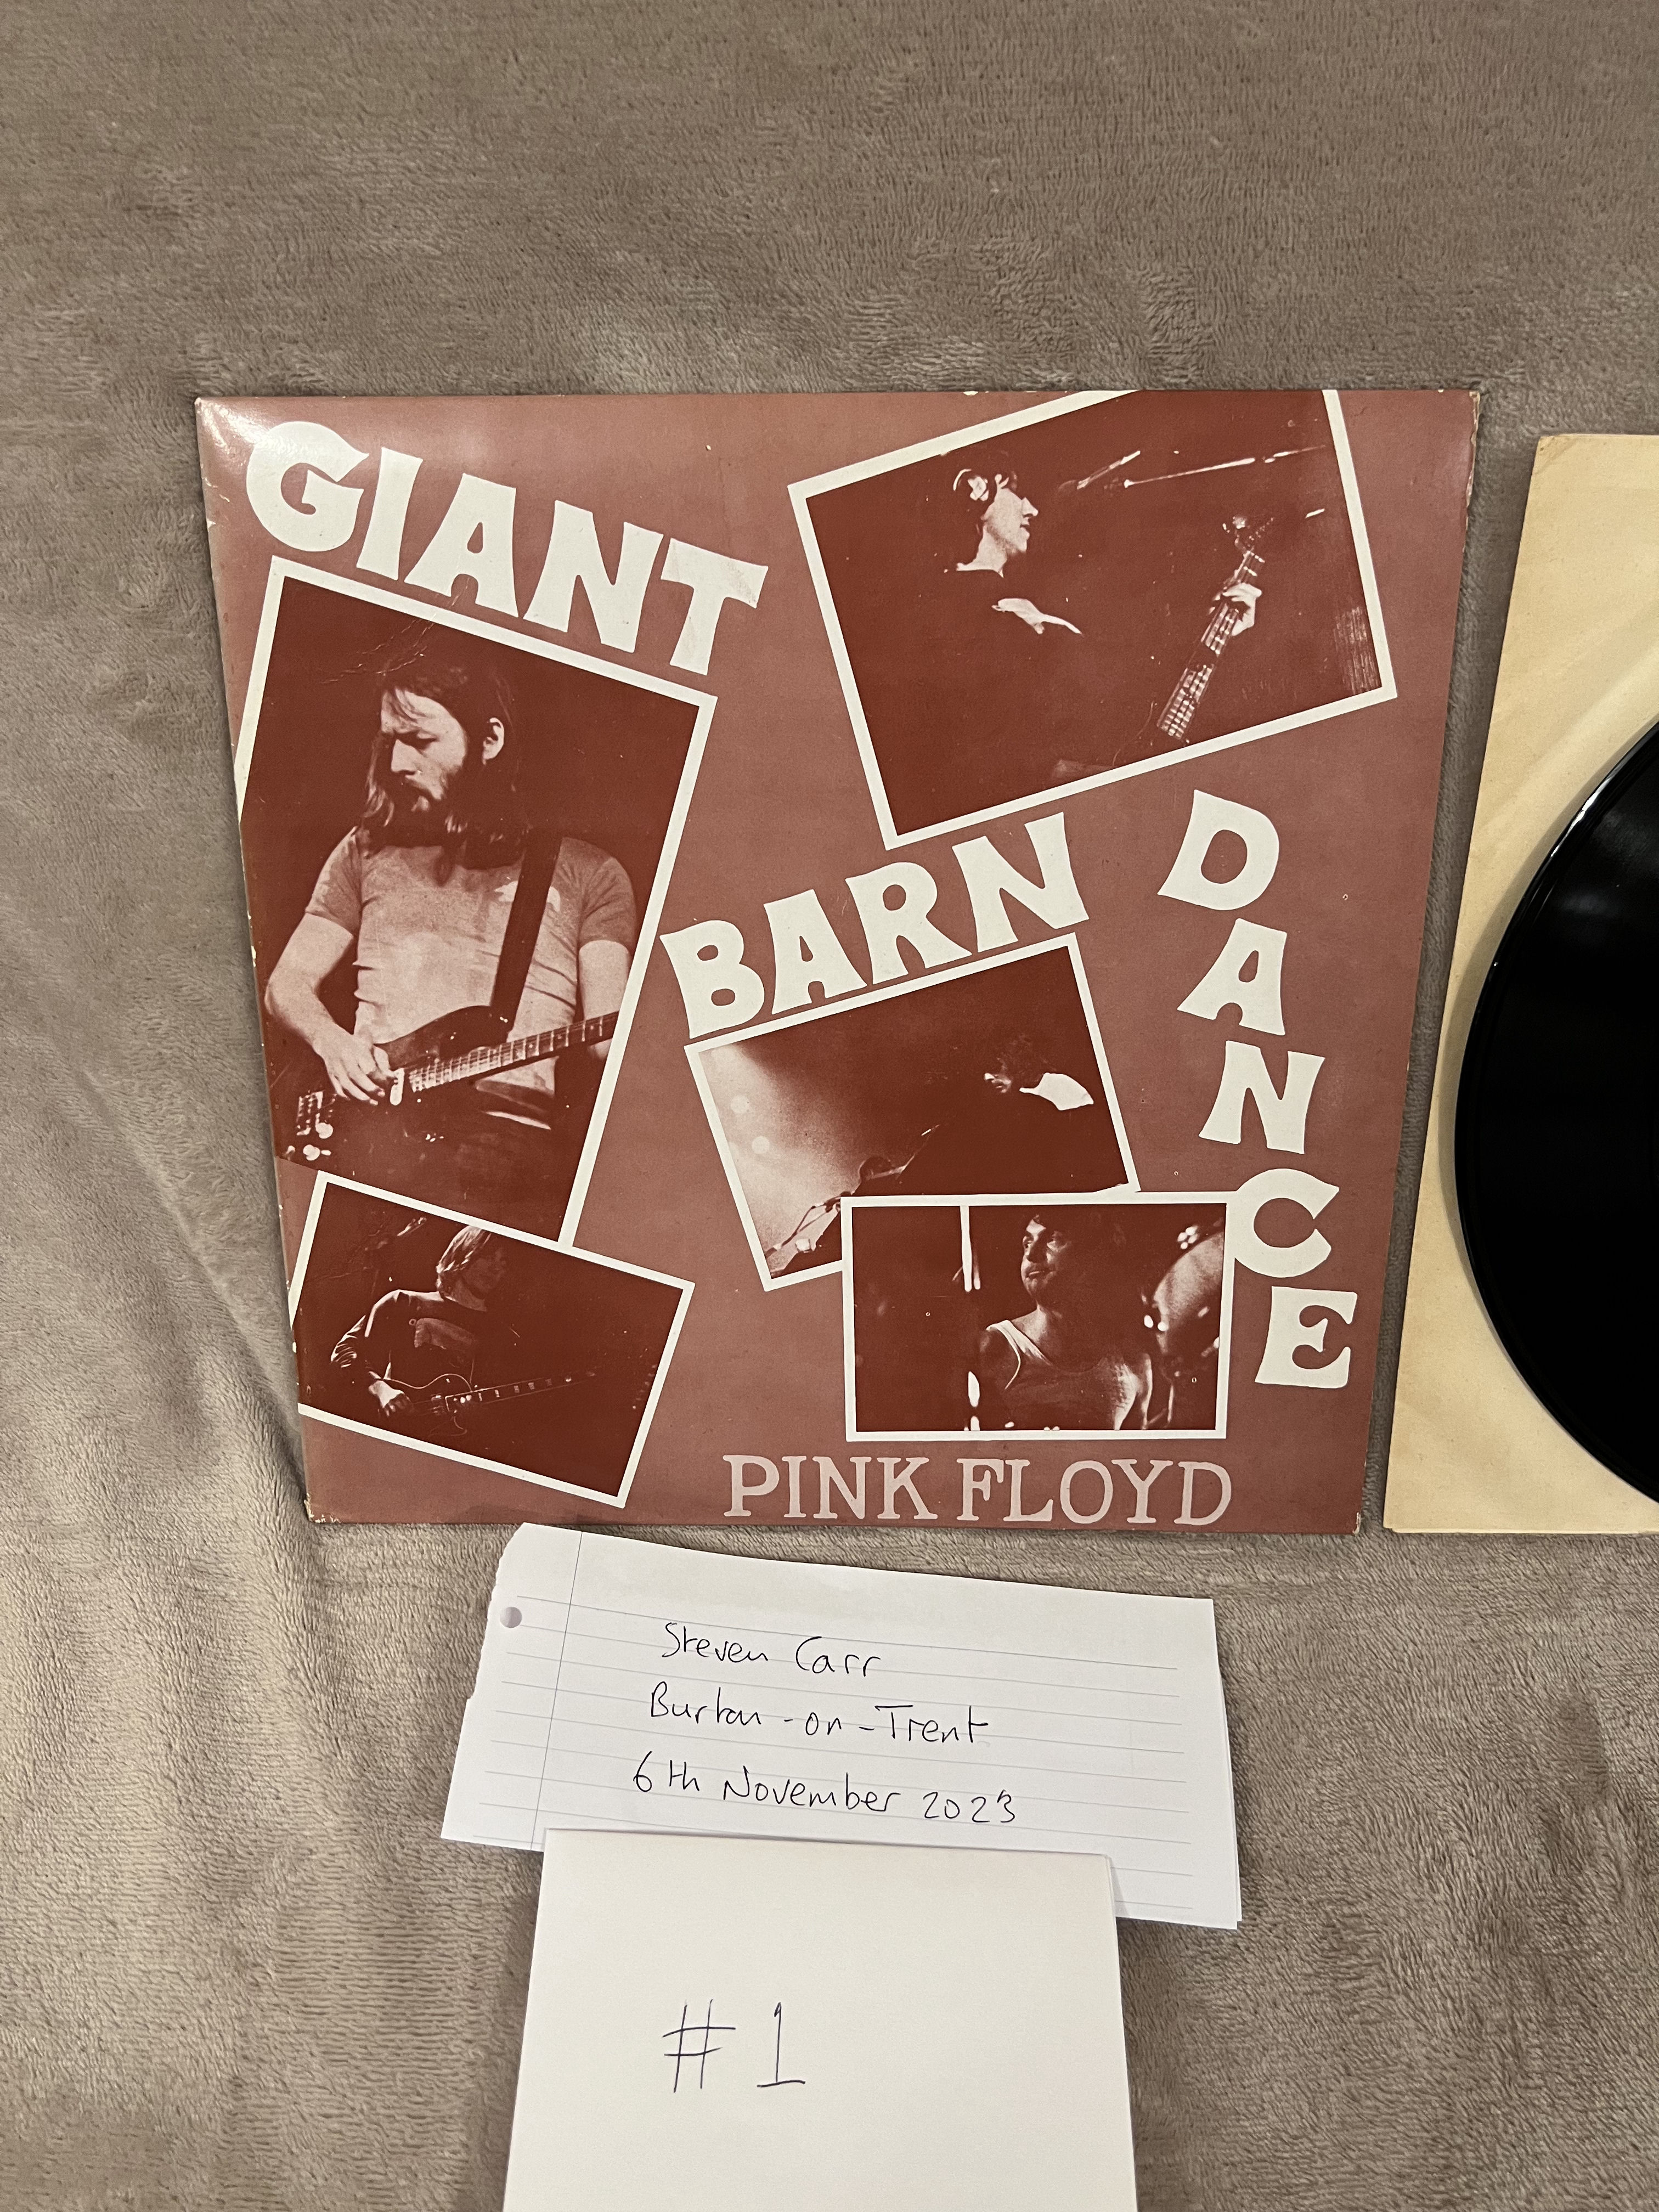 GIANT
BARN
DANCE
PINK FLOYD
Steven Carr
Burton-on-Trent
6th November 2023
#1